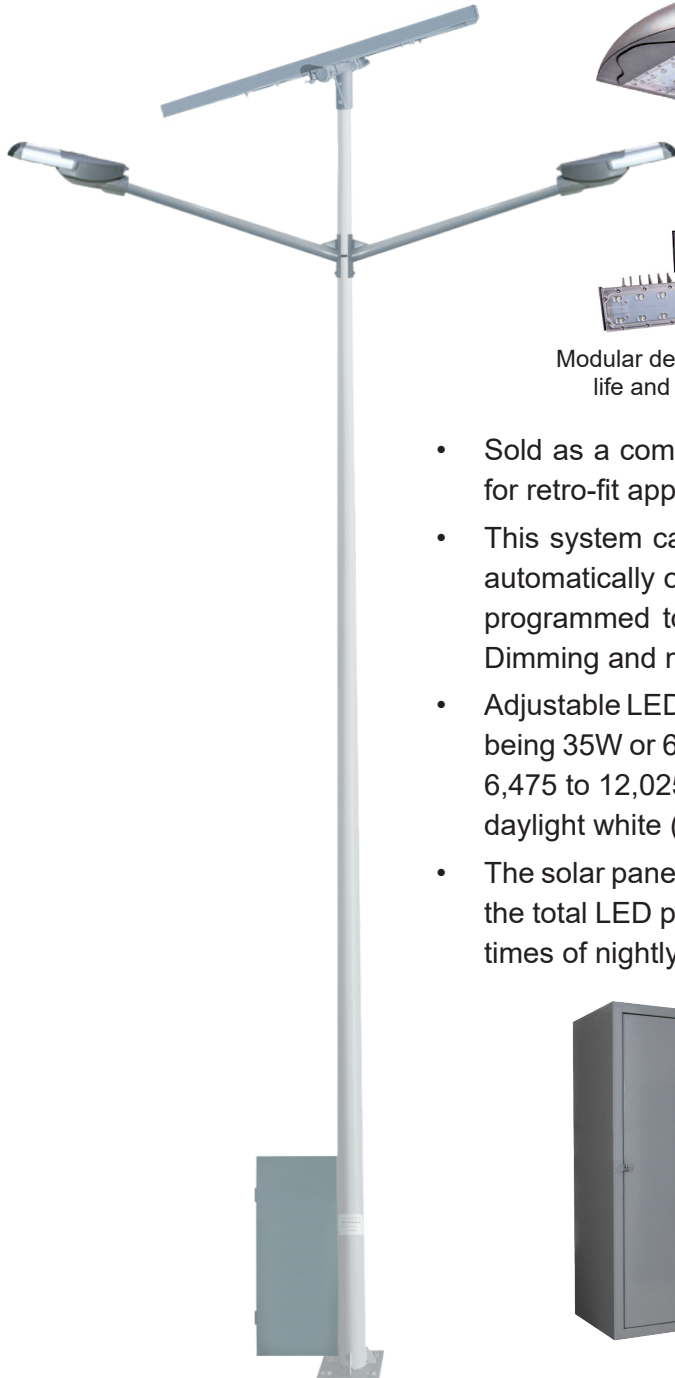 Modular de
life and
• Sold as a com
for retro-fit app
• This system ca
automatically o
programmed to
Dimming and r
• Adjustable LED
being 35W or 6
6,475 to 12,025
daylight white (
• The solar pane
the total LED p
times of nightly